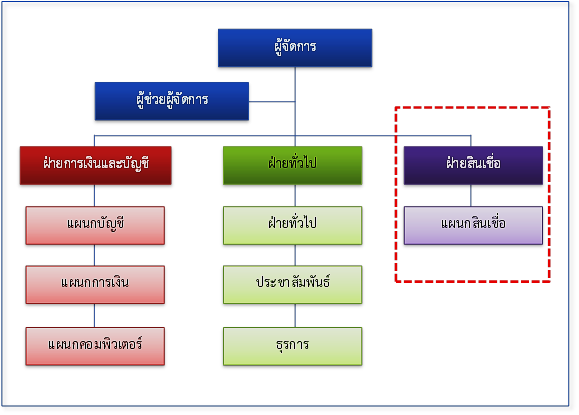 ผู้จัดการ
ผู้ช่วยผู้จัดการ
ฝ่ายการเงินและบัญชี
ฝ่ายทั่วไป
ฝ่ายสินเชื่อ
แผนกบัญชี
ฝ่ายทั่วไป
แผนกสินเชื่อ
แผนกการเงิน
ประชาสัมพันธ์
แผนกคอมพิวเตอร์
ธุรการ